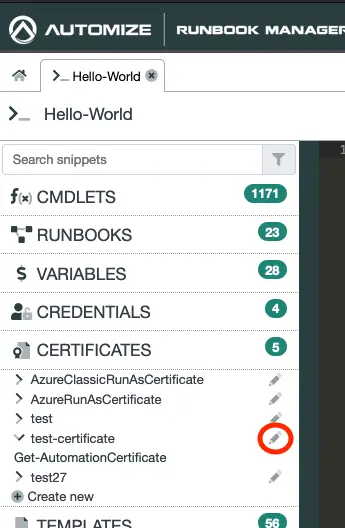 AUTOMIZE RUNBOOK MANAGER
Hello-World
Hello-World
1
Search snippets
CMDLETS 1171
RUNBOOKS 23
$ VARIABLES 28
CREDENTIALS 4
CERTIFICATES 5
AzureClassicRunAsCertificate
AzureRunAsCertificate
test
test-certificate
Get-AutomationCertificate
test27
Create new
TEMPLATES 56